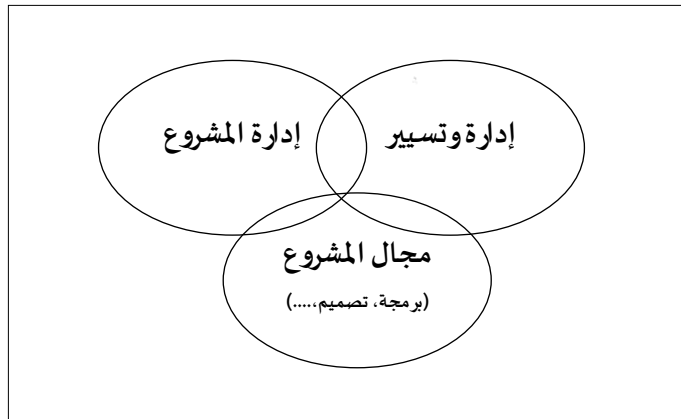 إدارة وتسيير
إدارة المشروع
مجال المشروع
(برمجة، تصميم،....)